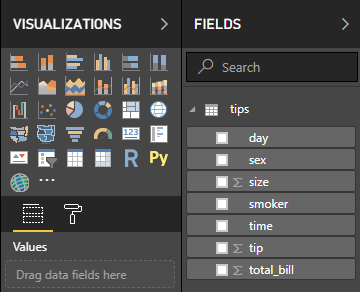 VISUALIZATIONS
123
R Py
Values
Drag data fields here
FIELDS
Search
tips
day
sex
Σ size
smoker
time
Σ tip
Σ total_bill